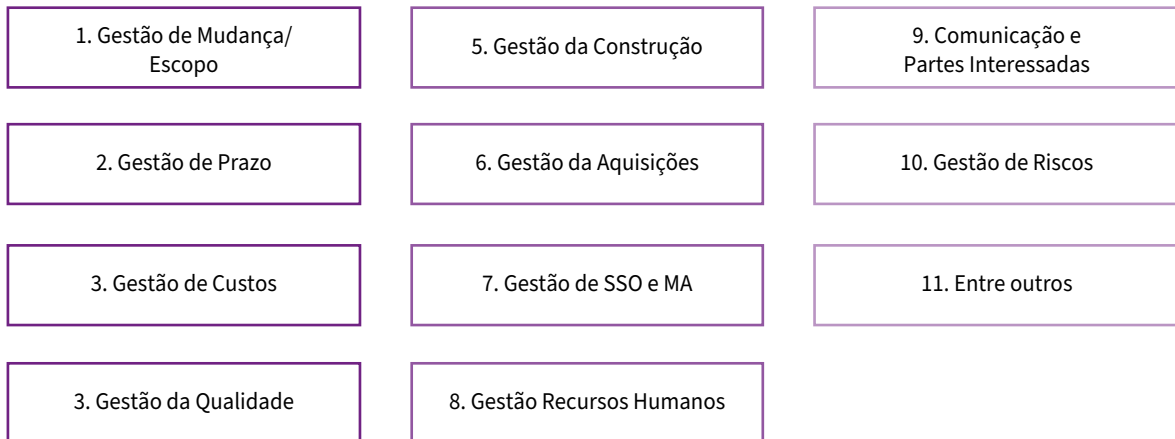 1. Gestão de Mudança/
Escopo
2. Gestão de Prazo
3. Gestão de Custos
3. Gestão da Qualidade
5. Gestão da Construção
6. Gestão da Aquisições
7. Gestão de SSO e MA
8. Gestão Recursos Humanos
9. Comunicação e
Partes Interessadas
10. Gestão de Riscos
11. Entre outros